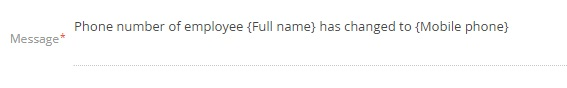 Phone number of employee {Full name} has changed to {Mobile phone}
Message*